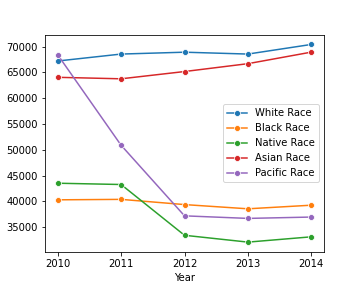 70000
65000
60000
55000
50000
45000
40000
35000
White Race
Black Race
Native Race
Asian Race
Pacific Race
2010 2011 2012 2013 2014
Year